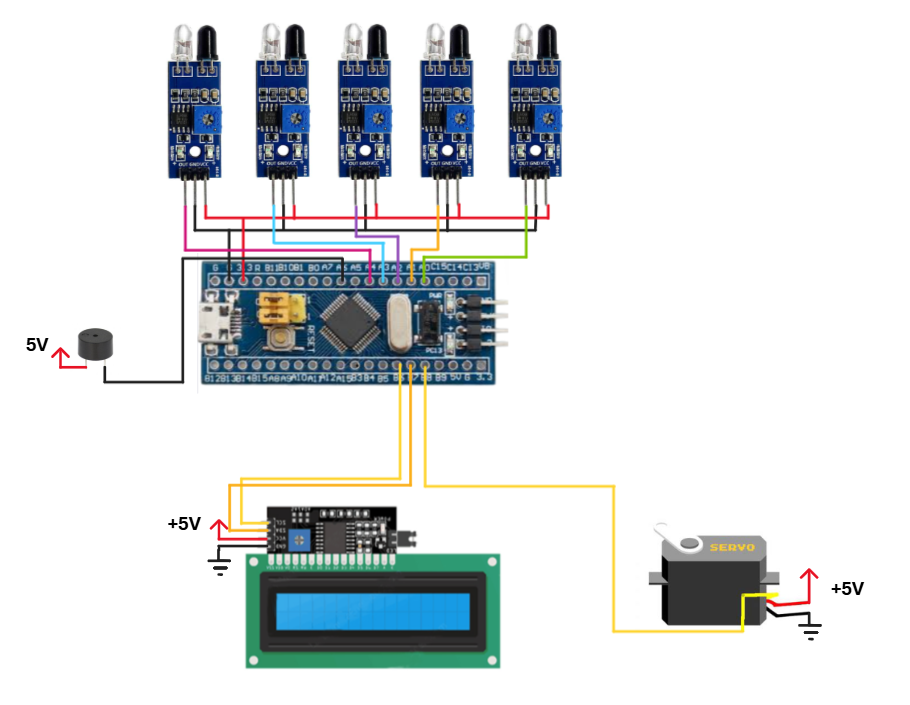 OUT GND VCC
OUT GND VCC
OUT GND VCC
OUT GND VCC
OUT GND VCC
G G 3.3 R B11 B10 B1 B0 A7 A6 A5 A4 A3 A2 A1 A0 C15 C14 C13 VB
PWR
RESET
PC13
B12 B13 B14 B15 A8 A9 A10 A11 A12 A15 B3 B4 B5 B6 B7 B8 B9 5V G 3.3
5V
+5V
SERVO
+5V